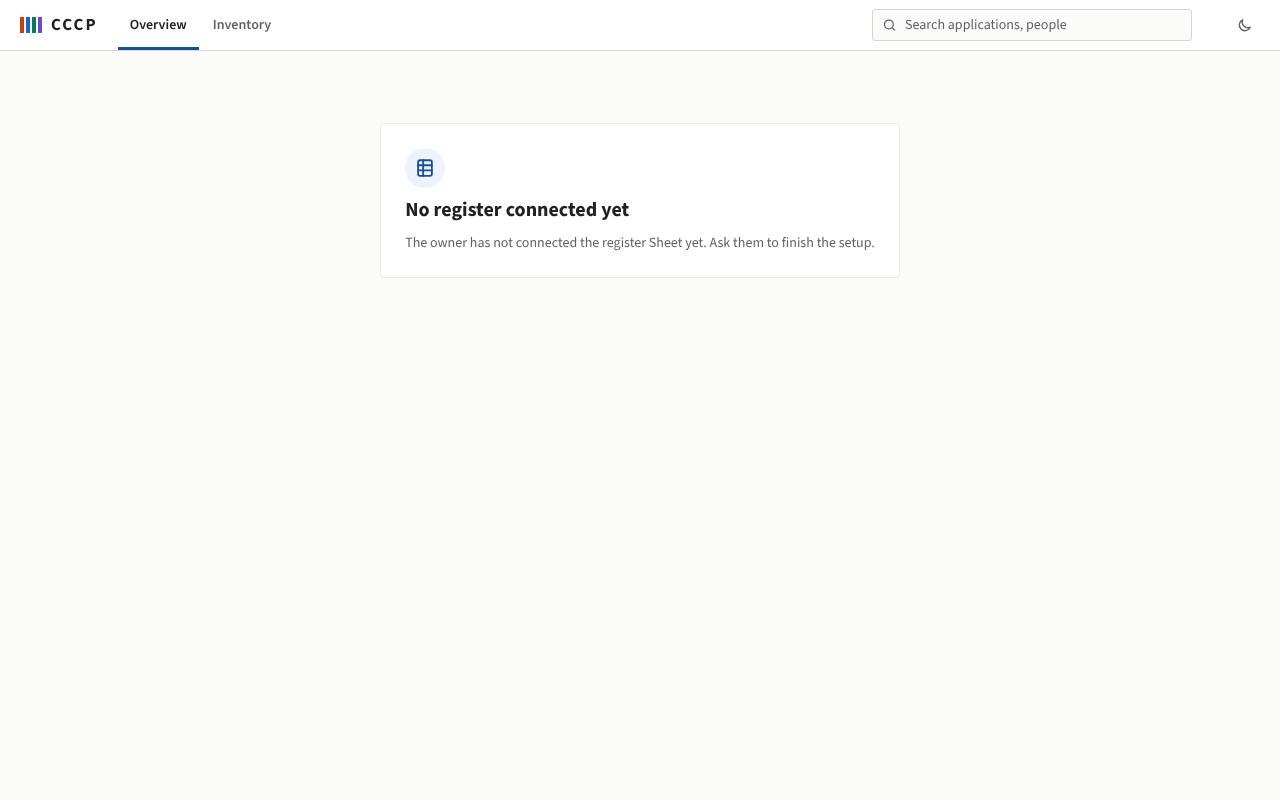 CCCP
Overview
Inventory
Search applications, people
No register connected yet
The owner has not connected the register Sheet yet. Ask them to finish the setup.